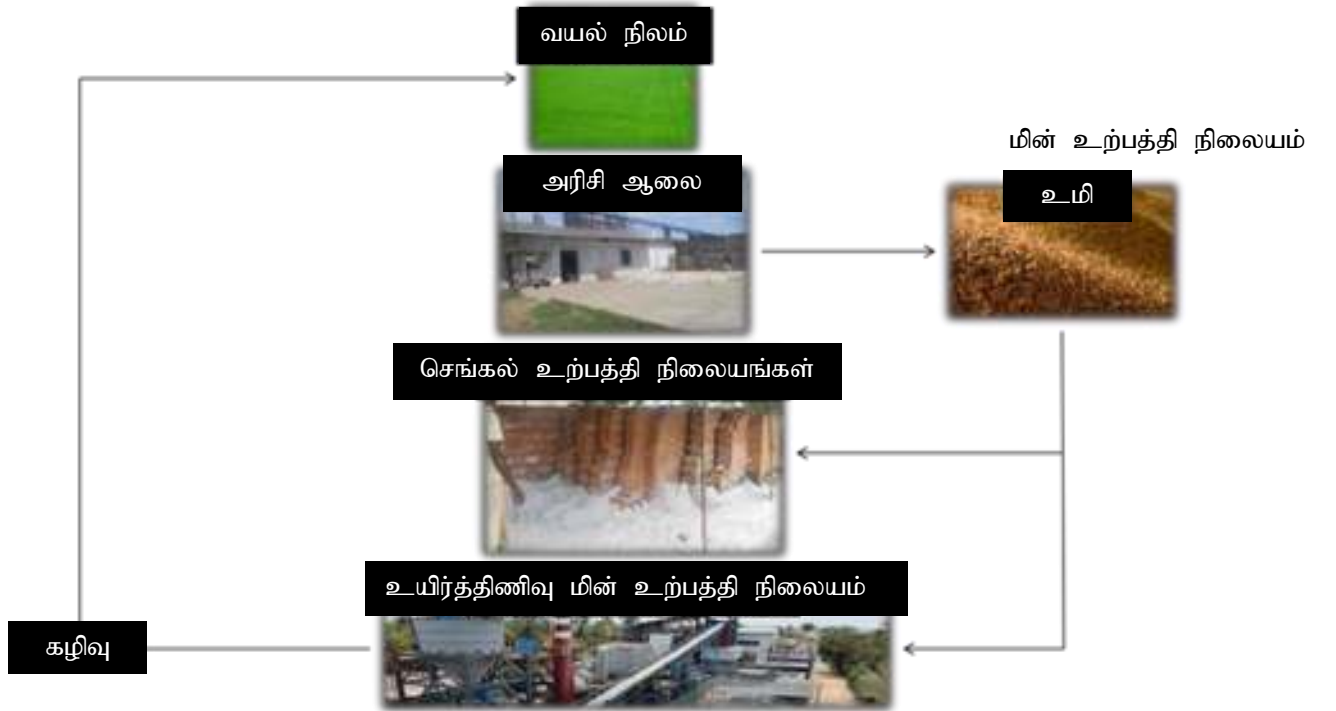 வயல் நிலம்
மின் உற்பத்தி நிலையம்
அரிசி ஆலை
உமி
செங்கல் உற்பத்தி நிலையங்கள்
உயிர்த்திணிவு மின் உற்பத்தி நிலையம்
கழிவு